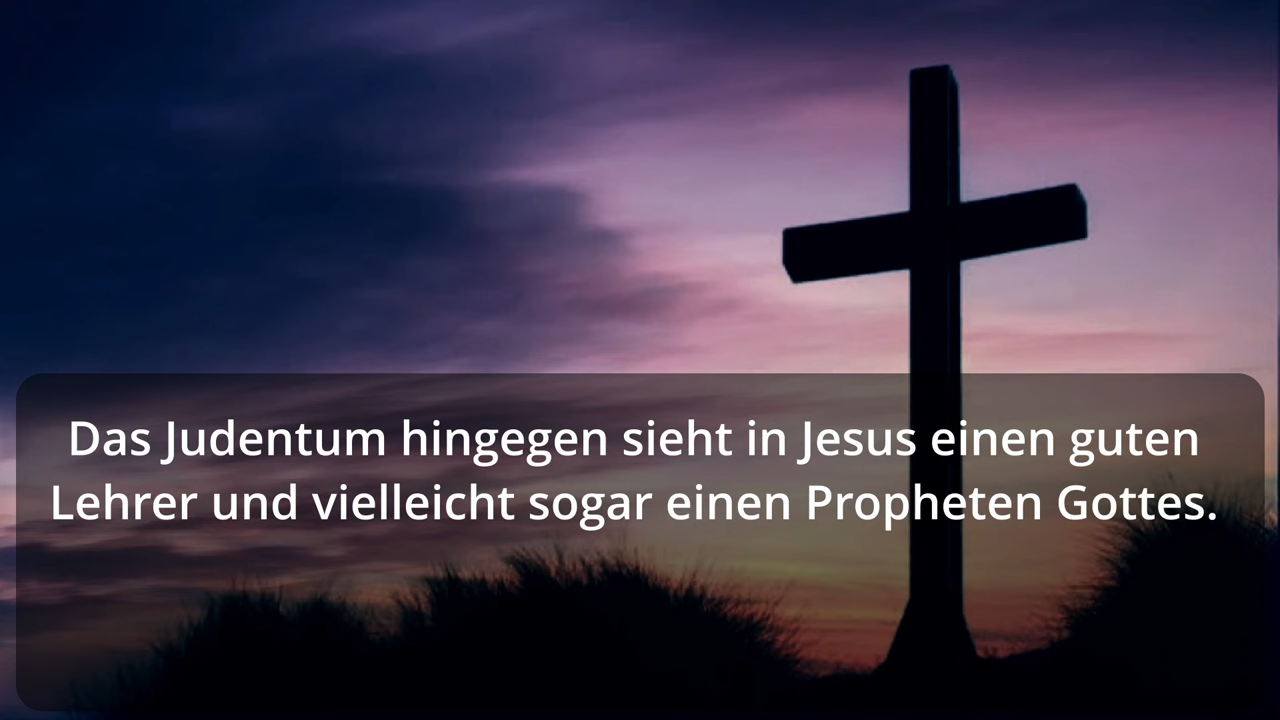 Das Judentum hingegen sieht in Jesus einen guten
Lehrer und vielleicht sogar einen Propheten Gottes.